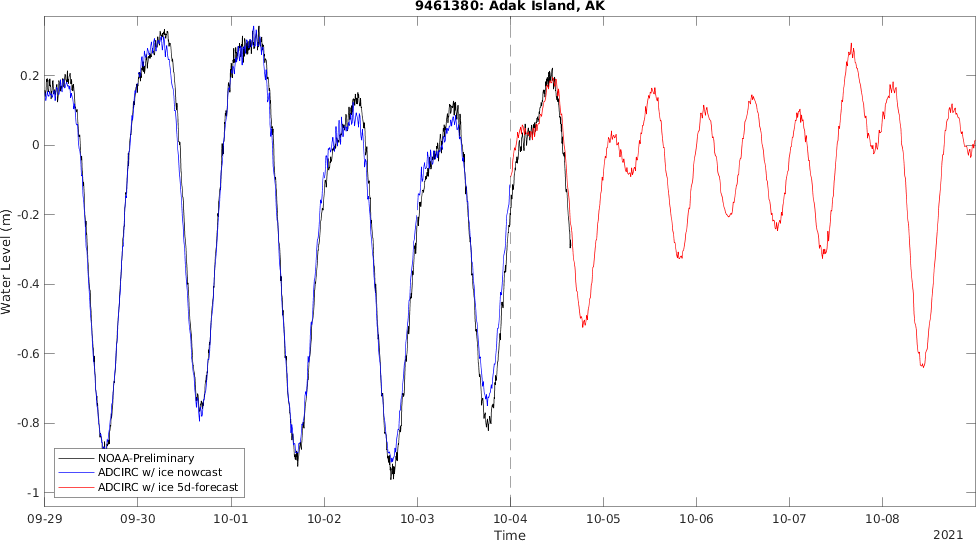 9461380: Adak Island, AK
0.2
0
-0.2
-0.4
-0.6
-0.8
-1
Water Level (m)
NOAA-Preliminary
ADCIRC w/ ice nowcast
ADCIRC w/ ice 5d-forecast
09-29 09-30 10-01 10-02 10-03 10-04 10-05 10-06 10-07 10-08
Time
2021